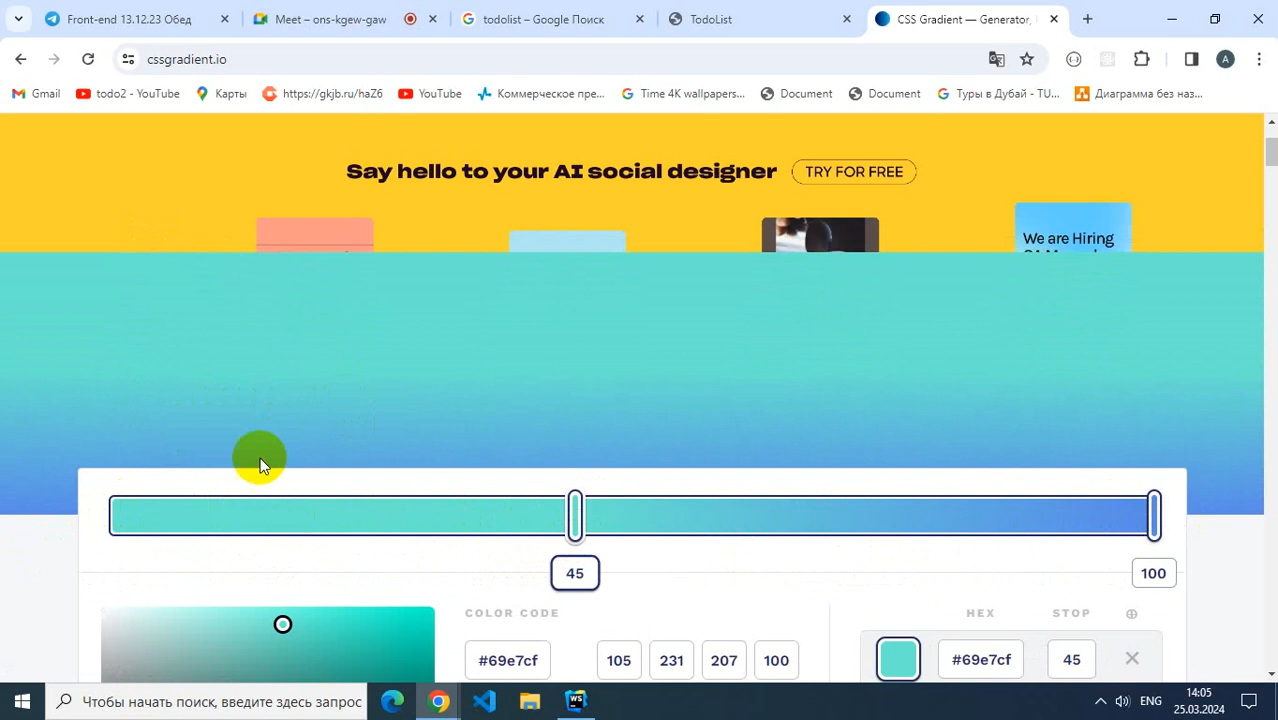 Front-end 13.12.23 Обед
Meet – ons-kgew-gaw
todolist – Google Поиск
TodoList
CSS Gradient — Generator,
cssgradient.io
Gmail
todo2 - YouTube
Карты
https://gkjb.ru/haZ6
YouTube
Коммерческое пре...
Time 4K wallpapers...
Document
Document
Туры в Дубай - TU...
Диаграмма без наз...
Say hello to your AI social designer
TRY FOR FREE
We are Hiring
45
100
COLOR CODE
HEX
STOP
#69e7cf
105
231
207
100
#69e7cf
45
Чтобы начать поиск, введите здесь запрос
WS
ENG
14:05
25.03.2024
A